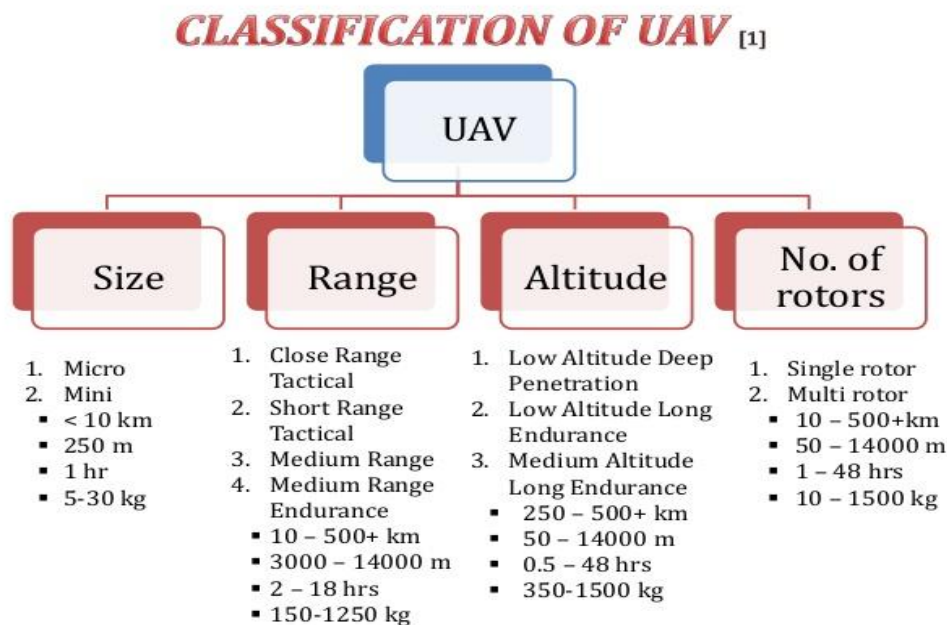 CLASSIFICATION OF UAV [1]
UAV
Size
1. Micro
2. Mini
▪ < 10 km
▪ 250 m
▪ 1 hr
▪ 5-30 kg
Range
1. Close Range
Tactical
2. Short Range
Tactical
3. Medium Range
4. Medium Range
Endurance
▪ 10 – 500+ km
▪ 3000 – 14000 m
▪ 2 – 18 hrs
▪ 150-1250 kg
Altitude
1. Low Altitude Deep
Penetration
2. Low Altitude Long
Endurance
3. Medium Altitude
Long Endurance
▪ 250 – 500+ km
▪ 50 – 14000 m
▪ 0.5 – 48 hrs
▪ 350-1500 kg
No. of
rotors
1. Single rotor
2. Multi rotor
▪ 10 – 500+km
▪ 50 – 14000 m
▪ 1 – 48 hrs
▪ 10 – 1500 kg